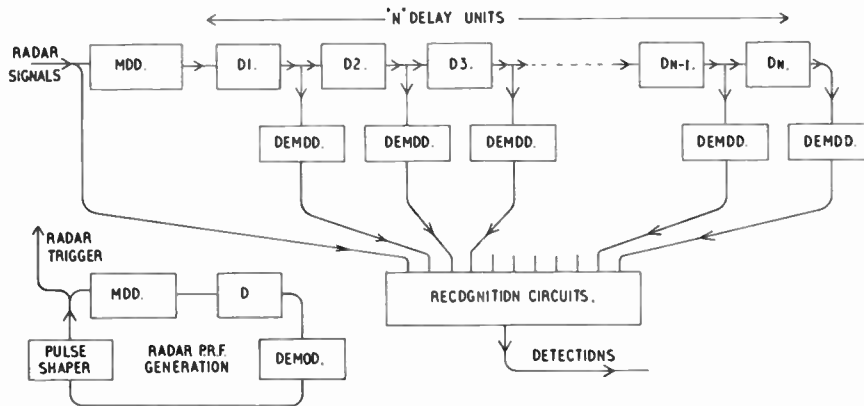 'N' DELAY UNITS
RADAR
SIGNALS
MOD.
D1.
D2.
D3.
DN-1.
DN.
DEMOD.
DEMOD.
DEMOD.
DEMOD.
DEMOD.
RADAR
TRIGGER
MOD.
D
RECOGNITION CIRCUITS.
PULSE
SHAPER
RADAR P.R.F.
GENERATION
DEMOD.
DETECTIONS